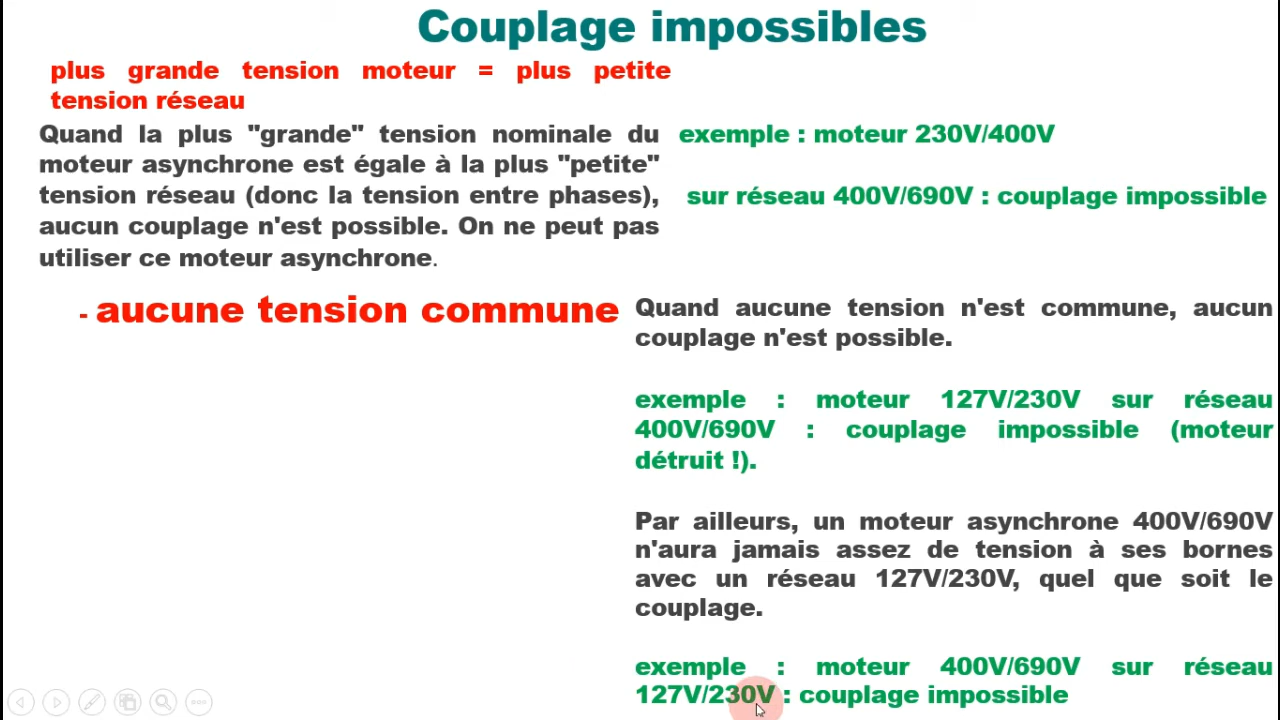 Couplage impossibles
plus grande tension moteur = plus petite
tension réseau
Quand la plus "grande" tension nominale du
moteur asynchrone est égale à la plus "petite"
tension réseau (donc la tension entre phases),
aucun couplage n'est possible. On ne peut pas
utiliser ce moteur asynchrone.
exemple : moteur 230V/400V
sur réseau 400V/690V : couplage impossible
- aucune tension commune
Quand aucune tension n'est commune, aucun
couplage n'est possible.
exemple : moteur 127V/230V sur réseau
400V/690V : couplage impossible (moteur
détruit !).
Par ailleurs, un moteur asynchrone 400V/690V
n'aura jamais assez de tension à ses bornes
avec un réseau 127V/230V, quel que soit le
couplage.
exemple : moteur 400V/690V sur réseau
127V/230V : couplage impossible